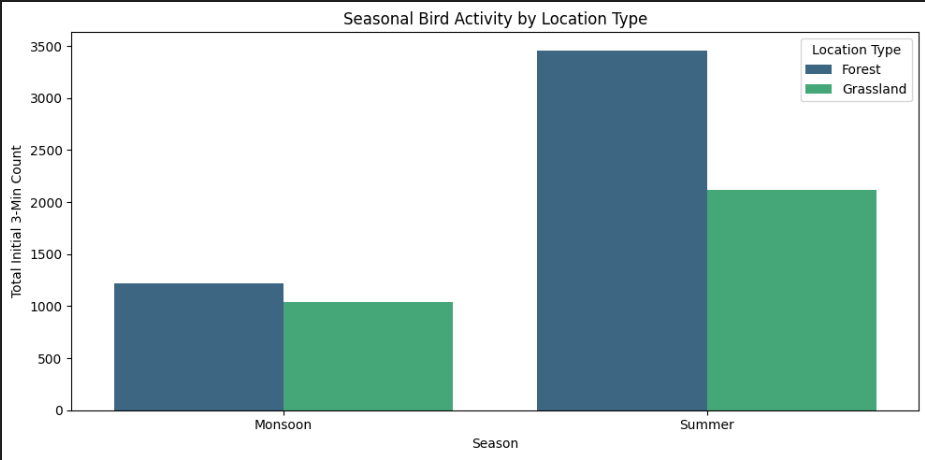 Seasonal Bird Activity by Location Type
Total Initial 3-Min Count
3500
3000
2500
2000
1500
1000
500
0
Location Type
Forest
Grassland
Monsoon
Summer
Season